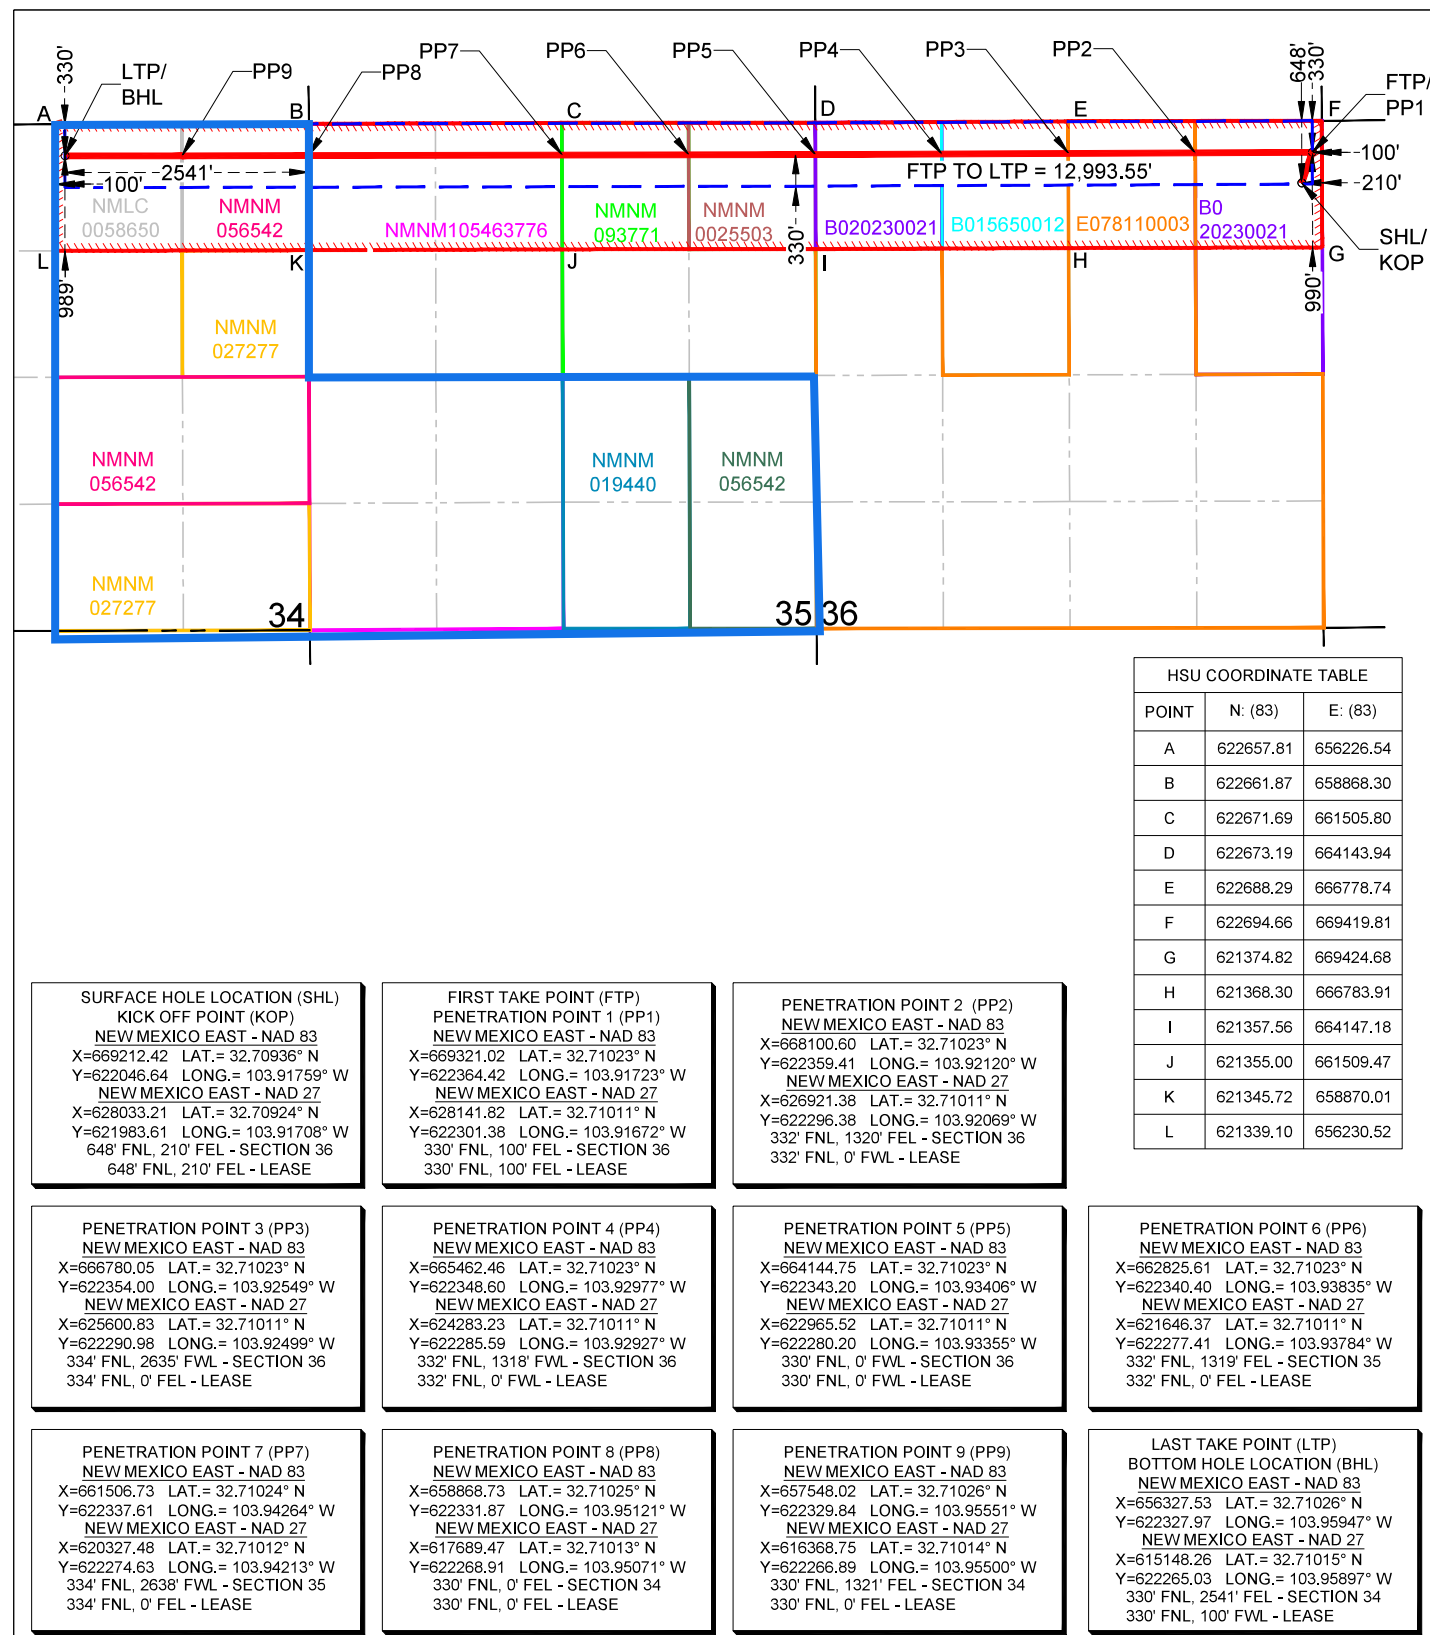 330'
LTP/
BHL
PP9
PP8
PP7
PP6
PP5
PP4
PP3
PP2
648'
330'
FTP/
PP1
A
B
C
D
E
F
2541'
100'
FTP TO LTP = 12,993.55'
100'
210'
NMLC
0058650
NMNM
056542
NMNM105463776
NMNM
093771
NMNM
0025503
330'
B020230021
B015650012
E078110003
B0
20230021
SHL/
KOP
L
K
J
I
H
G
989'
990'
NMNM
027277
NMNM
056542
NMNM
019440
NMNM
056542
NMNM
027277
34
35
36
HSU COORDINATE TABLE
POINT N: (83) E: (83)
A 622657.81 656226.54
B 622661.87 658868.30
C 622671.69 661505.80
D 622673.19 664143.94
E 622688.29 666778.74
F 622694.66 669419.81
G 621374.82 669424.68
H 621368.30 666783.91
I 621357.56 664147.18
J 621355.00 661509.47
K 621345.72 658870.01
L 621339.10 656230.52
SURFACE HOLE LOCATION (SHL)
KICK OFF POINT (KOP)
NEW MEXICO EAST - NAD 83
X=669212.42 LAT.= 32.70936° N
Y=622046.64 LONG.= 103.91759° W
NEW MEXICO EAST - NAD 27
X=628033.21 LAT.= 32.70924° N
Y=621983.61 LONG.= 103.91708° W
648' FNL, 210' FEL - SECTION 36
648' FNL, 210' FEL - LEASE
FIRST TAKE POINT (FTP)
PENETRATION POINT 1 (PP1)
NEW MEXICO EAST - NAD 83
X=669321.02 LAT.= 32.71023° N
Y=622364.42 LONG.= 103.91723° W
NEW MEXICO EAST - NAD 27
X=628141.82 LAT.= 32.71011° N
Y=622301.38 LONG.= 103.91672° W
330' FNL, 100' FEL - SECTION 36
330' FNL, 100' FEL - LEASE
PENETRATION POINT 2 (PP2)
NEW MEXICO EAST - NAD 83
X=668100.60 LAT.= 32.71023° N
Y=622359.41 LONG.= 103.92120° W
NEW MEXICO EAST - NAD 27
X=626921.38 LAT.= 32.71011° N
Y=622296.38 LONG.= 103.92069° W
332' FNL, 1320' FEL - SECTION 36
332' FNL, 0' FWL - LEASE
PENETRATION POINT 3 (PP3)
NEW MEXICO EAST - NAD 83
X=666780.05 LAT.= 32.71023° N
Y=622354.00 LONG.= 103.92549° W
NEW MEXICO EAST - NAD 27
X=625600.83 LAT.= 32.71011° N
Y=622290.98 LONG.= 103.92499° W
334' FNL, 2635' FWL - SECTION 36
334' FNL, 0' FEL - LEASE
PENETRATION POINT 4 (PP4)
NEW MEXICO EAST - NAD 83
X=665462.46 LAT.= 32.71023° N
Y=622348.60 LONG.= 103.92977° W
NEW MEXICO EAST - NAD 27
X=624283.23 LAT.= 32.71011° N
Y=622285.59 LONG.= 103.92927° W
332' FNL, 1318' FWL - SECTION 36
332' FNL, 0' FWL - LEASE
PENETRATION POINT 5 (PP5)
NEW MEXICO EAST - NAD 83
X=664144.75 LAT.= 32.71023° N
Y=622343.20 LONG.= 103.93406° W
NEW MEXICO EAST - NAD 27
X=622965.52 LAT.= 32.71011° N
Y=622280.20 LONG.= 103.93355° W
330' FNL, 0' FWL - SECTION 36
330' FNL, 0' FWL - LEASE
PENETRATION POINT 6 (PP6)
NEW MEXICO EAST - NAD 83
X=662825.61 LAT.= 32.71023° N
Y=622340.40 LONG.= 103.93835° W
NEW MEXICO EAST - NAD 27
X=621646.37 LAT.= 32.71011° N
Y=622277.41 LONG.= 103.93784° W
332' FNL, 1319' FEL - SECTION 35
332' FNL, 0' FEL - LEASE
PENETRATION POINT 7 (PP7)
NEW MEXICO EAST - NAD 83
X=661506.73 LAT.= 32.71024° N
Y=622337.61 LONG.= 103.94264° W
NEW MEXICO EAST - NAD 27
X=620327.48 LAT.= 32.71012° N
Y=622274.63 LONG.= 103.94213° W
334' FNL, 2638' FWL - SECTION 35
334' FNL, 0' FEL - LEASE
PENETRATION POINT 8 (PP8)
NEW MEXICO EAST - NAD 83
X=658868.73 LAT.= 32.71025° N
Y=622331.87 LONG.= 103.95121° W
NEW MEXICO EAST - NAD 27
X=617689.47 LAT.= 32.71013° N
Y=622268.91 LONG.= 103.95071° W
330' FNL, 0' FEL - SECTION 34
330' FNL, 0' FEL - LEASE
PENETRATION POINT 9 (PP9)
NEW MEXICO EAST - NAD 83
X=657548.02 LAT.= 32.71026° N
Y=622329.84 LONG.= 103.95551° W
NEW MEXICO EAST - NAD 27
X=616368.75 LAT.= 32.71014° N
Y=622266.89 LONG.= 103.95500° W
330' FNL, 1321' FEL - SECTION 34
330' FNL, 0' FEL - LEASE
LAST TAKE POINT (LTP)
BOTTOM HOLE LOCATION (BHL)
NEW MEXICO EAST - NAD 83
X=656327.53 LAT.= 32.71026° N
Y=622327.97 LONG.= 103.95947° W
NEW MEXICO EAST - NAD 27
X=615148.26 LAT.= 32.71015° N
Y=622265.03 LONG.= 103.95897° W
330' FNL, 2541' FEL - SECTION 34
330' FNL, 100' FWL - LEASE